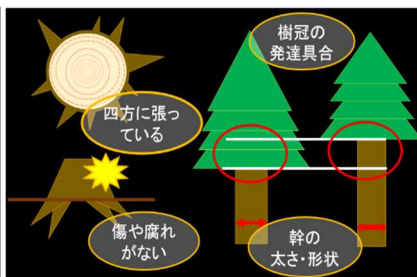 樹冠の
発達具合
四方に張っ
ている
傷や腐れ
がない
幹の
太さ・形状